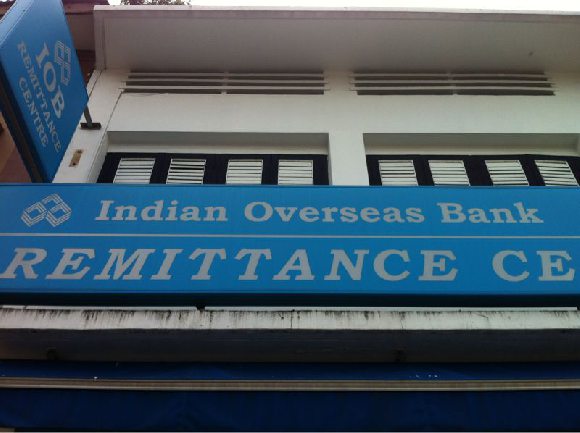 IOB
REMITTANCE
CENTRE
Indian Overseas Bank
REMITTANCE CE